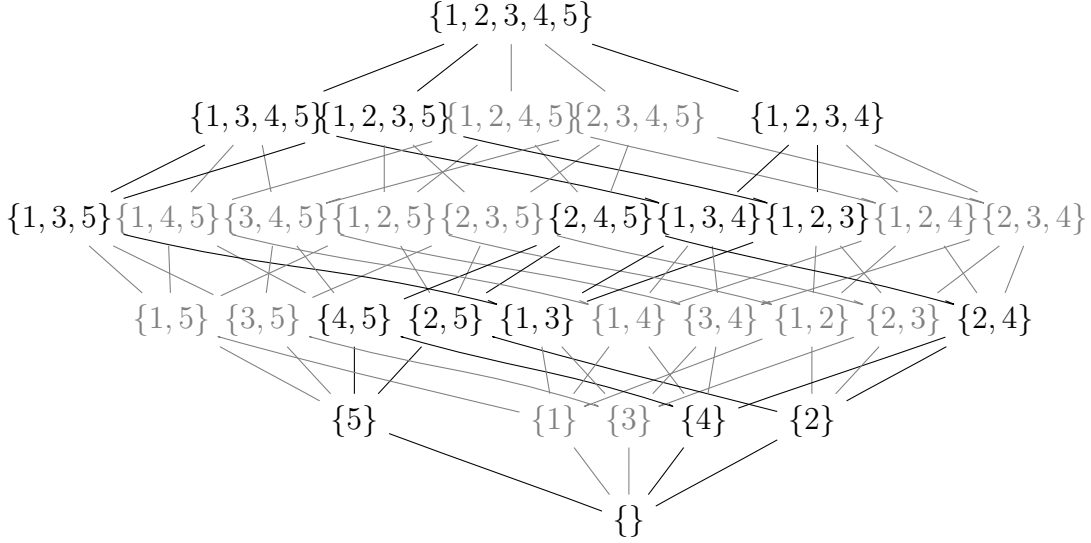 {1, 2, 3, 4, 5}
{1, 3, 4, 5} {1, 2, 3, 5} {1, 2, 4, 5} {2, 3, 4, 5} {1, 2, 3, 4}
{1, 3, 5} {1, 4, 5} {3, 4, 5} {1, 2, 5} {2, 3, 5} {2, 4, 5} {1, 3, 4} {1, 2, 3} {1, 2, 4} {2, 3, 4}
{1, 5} {3, 5} {4, 5} {2, 5} {1, 3} {1, 4} {3, 4} {1, 2} {2, 3} {2, 4}
{5} {1} {3} {4} {2}
{}